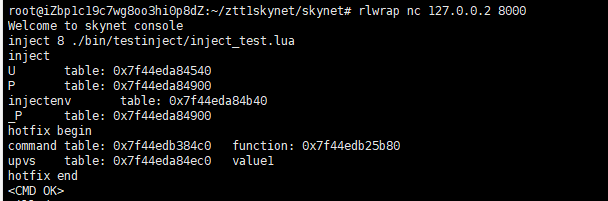 root@iZbp1c19c7wg8oo3hi0p8dZ:~/ztt1skynet/skynet# rlwrap nc 127.0.0.2 8000
Welcome to skynet console
inject 8 ./bin/testinject/inject_test.lua
inject
U table: 0x7f44eda84540
P table: 0x7f44eda84900
injectenv table: 0x7f44eda84b40
_P table: 0x7f44eda84900
hotfix begin
command table: 0x7f44edb384c0 function: 0x7f44edb25b80
upvs table: 0x7f44eda84ec0 value1
hotfix end
<CMD OK>